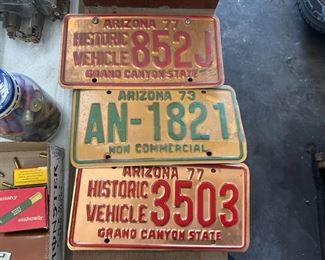 ARIZONA 77
HISTORIC
VEHICLE 852J
GRAND CANYON STATE
ARIZONA 73
AN-1821
NON COMMERCIAL
ARIZONA 77
HISTORIC
VEHICLE 3503
GRAND CANYON STATE